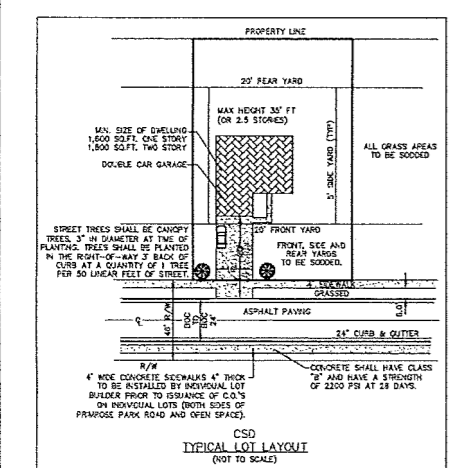 PROPERTY LINE
20' REAR YARD
MAX HEIGHT 35' FT
(OR 2.5 STORIES)
MIN. SIZE OF DWELLING
1,600 SQ.FT. ONE STORY
1,800 SQ.FT. TWO STORY
DOUBLE CAR GARAGE
5' SIDE YARD (TYP)
ALL GRASS AREAS
TO BE SODDED
STREET TREES SHALL BE CANOPY
TREES, 3" IN DIAMETER AT TIME OF
PLANTING. TREES SHALL BE PLANTED
IN THE RIGHT-OF-WAY 3' BACK OF
CURB AT A QUANTITY OF 1 TREE
PER 50 LINEAR FEET OF STREET.
20' FRONT YARD
FRONT, SIDE AND
REAR YARDS
TO BE SODDED.
4' SIDEWALK
GRASSED
ASPHALT PAVING
46' R/W
BOC
TO
BOC
24'
24" CURB & GUTTER
R/W
4' WIDE CONCRETE SIDEWALKS 4" THICK
TO BE INSTALLED BY INDIVIDUAL LOT
BUILDER PRIOR TO ISSUANCE OF C.O.'S
ON INDIVIDUAL LOTS (BOTH SIDES OF
PRIMROSE PARK ROAD AND OPEN SPACE).
CONCRETE SHALL HAVE CLASS
"B" AND HAVE A STRENGTH
OF 2200 PSI AT 28 DAYS.
CSD
TYPICAL LOT LAYOUT
(NOT TO SCALE)